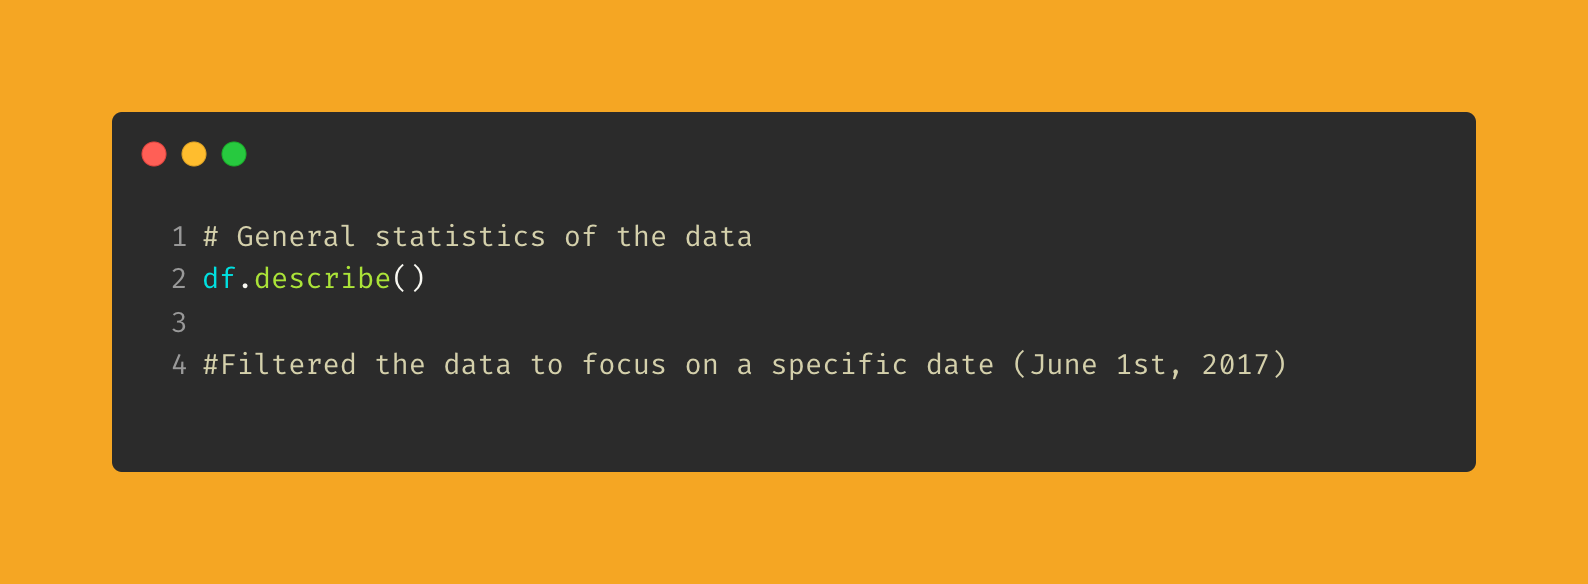 1 # General statistics of the data
2 df.describe()
3
4 #Filtered the data to focus on a specific date (June 1st, 2017)